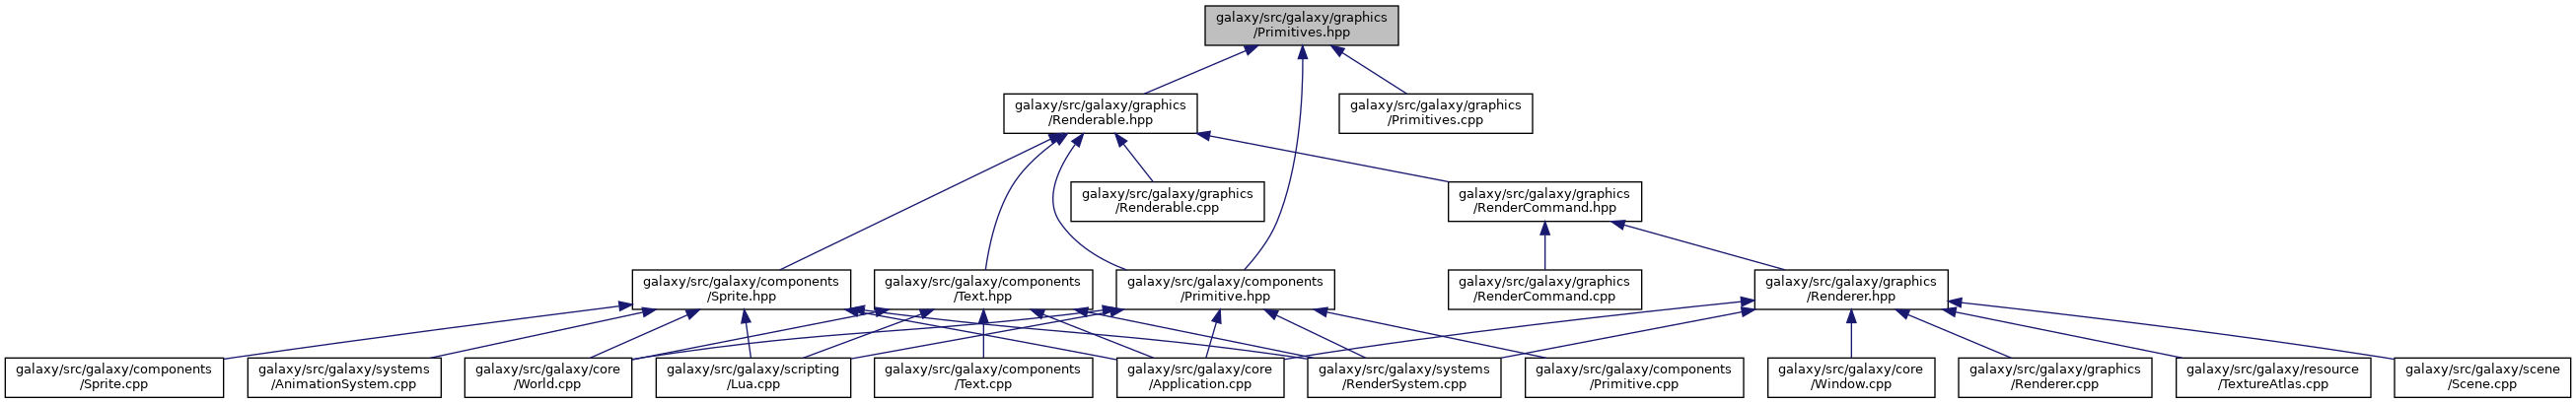 galaxy/src/galaxy/graphics
/Primitives.hpp
galaxy/src/galaxy/graphics
/Renderable.hpp
galaxy/src/galaxy/graphics
/Primitives.cpp
galaxy/src/galaxy/graphics
/Renderable.cpp
galaxy/src/galaxy/graphics
/RenderCommand.hpp
galaxy/src/galaxy/components
/Sprite.hpp
galaxy/src/galaxy/components
/Text.hpp
galaxy/src/galaxy/components
/Primitive.hpp
galaxy/src/galaxy/graphics
/RenderCommand.cpp
galaxy/src/galaxy/graphics
/Renderer.hpp
galaxy/src/galaxy/components
/Sprite.cpp
galaxy/src/galaxy/systems
/AnimationSystem.cpp
galaxy/src/galaxy/core
/World.cpp
galaxy/src/galaxy/scripting
/Lua.cpp
galaxy/src/galaxy/components
/Text.cpp
galaxy/src/galaxy/core
/Application.cpp
galaxy/src/galaxy/systems
/RenderSystem.cpp
galaxy/src/galaxy/components
/Primitive.cpp
galaxy/src/galaxy/core
/Window.cpp
galaxy/src/galaxy/graphics
/Renderer.cpp
galaxy/src/galaxy/resource
/TextureAtlas.cpp
galaxy/src/galaxy/scene
/Scene.cpp